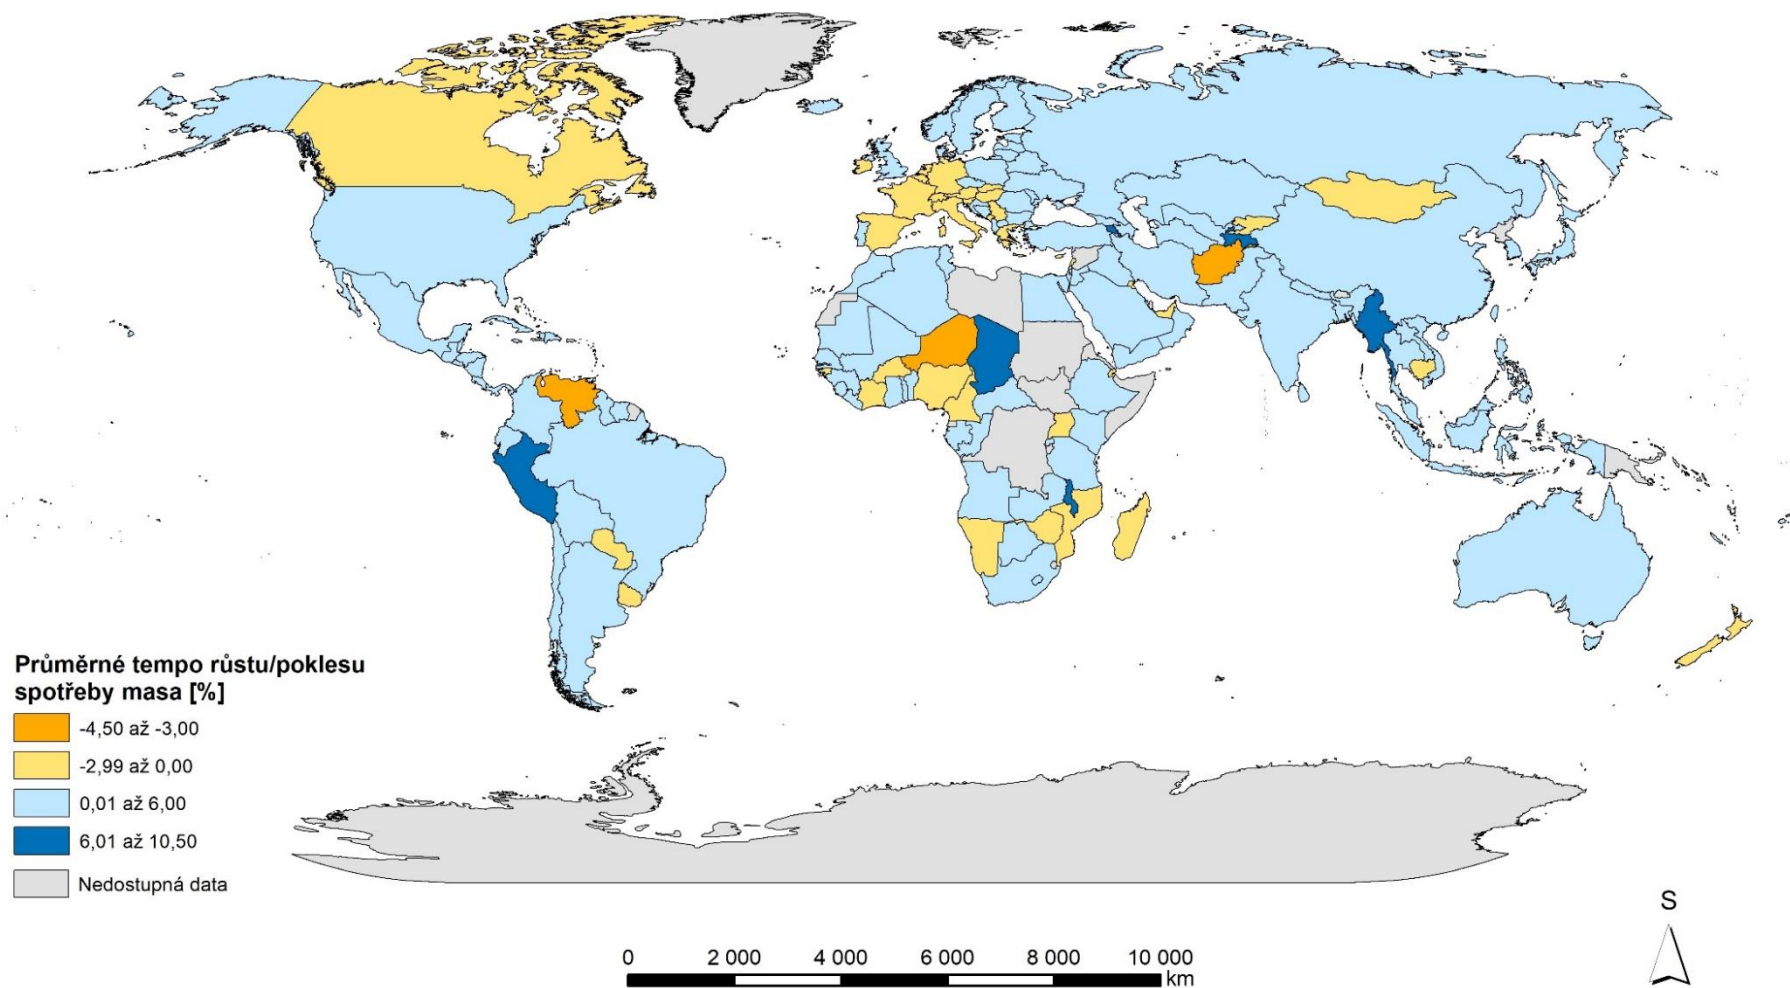 Průměrné tempo růstu/poklesu
spotřeby masa [%]
-4,50 až -3,00
-2,99 až 0,00
0,01 až 6,00
6,01 až 10,50
Nedostupná data
S
0 2 000 4 000 6 000 8 000 10 000
km